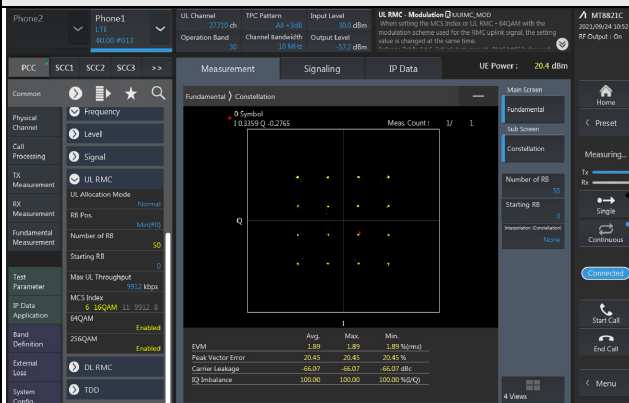 Phone2
Phone1
LTE
40.00 #013
UL Channel 27710 ch
Operation Band 30
TPC Pattern All +3dB
Channel Bandwidth 10 MHz
Input Level 30.0 dBm
Output Level -57.2 dBm
UL RMC - Modulation ULRMC_MOD
When setting the MCS Index or UL RMC - 64QAM with the
modulation scheme used for the RMC uplink signal, the setting
value is changed at the same time.
MT8821C
2021/09/24 10:52
RF Output : On
PCC SCC1 SCC2 SCC3 >>
Measurement Signaling IP Data
UE Power : 20.4 dBm
Common
Physical
Channel
Call
Processing
TX
Measurement
RX
Measurement
Fundamental
Measurement
Test
Parameter
IP Data
Application
Band
Definition
External
Loss
System
Config
Frequency
Level
Signal
UL RMC
UL Allocation Mode
Normal
RB Pos.
Min(#0)
Number of RB
50
Starting RB
0
Max UL Throughput
9912 kbps
MCS Index
6 16QAM 11 9912 8
64QAM
Enabled
256QAM
Enabled
DL RMC
TDD
Fundamental Constellation
0 Symbol
I 0.3359 Q -0.2765
Meas. Count : 1/ 1
Q
I
Avg. Max. Min.
EVM 1.89 1.89 1.89 %(rms)
Peak Vector Error 20.45 20.45 20.45 %
Carrier Leakage -66.07 -66.07 -66.07 dBc
IQ Imbalance 100.00 100.00 100.00 %(I/Q)
Main Screen
Fundamental
Sub Screen
Constellation
Number of RB
50
Starting RB
0
Interpolation (Constellation)
None
4 Views
Home
Preset
Measuring...
Tx
Rx
Single
Continuous
Connected
Start Call
End Call
Menu